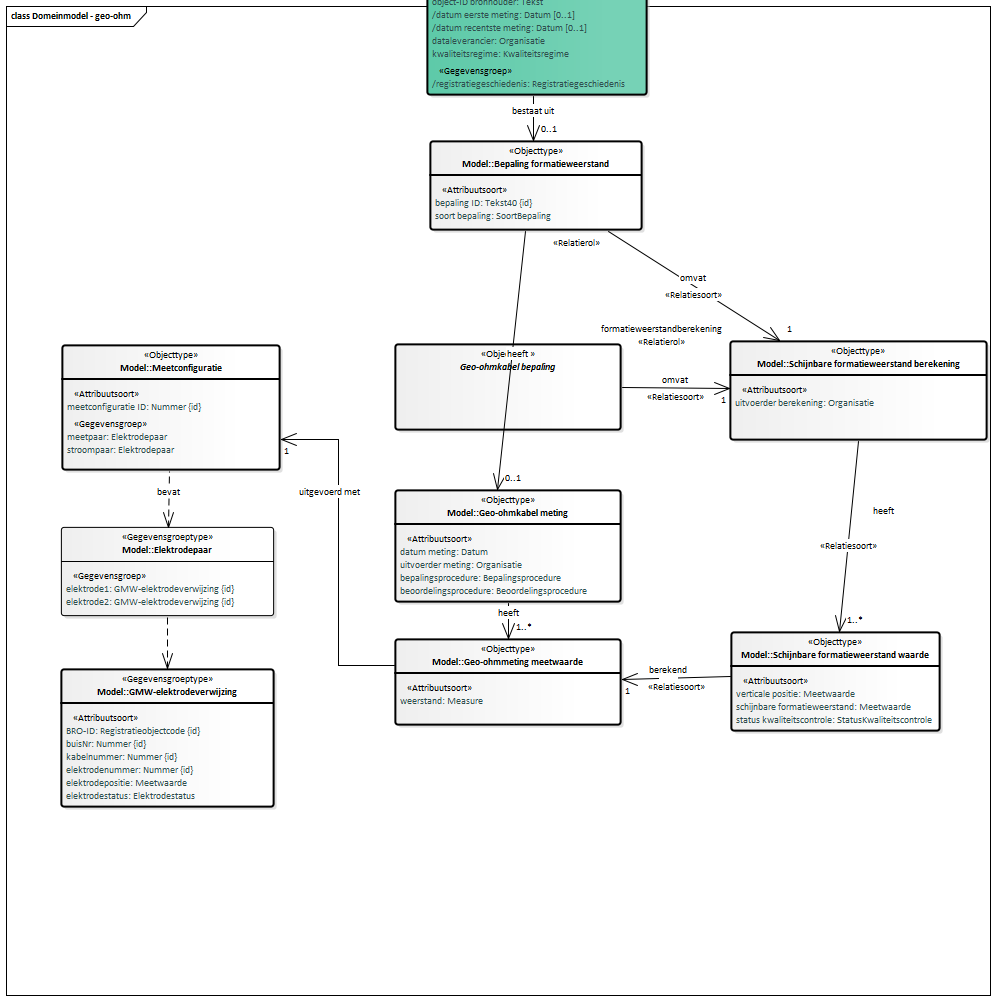 class Domeinmodel - geo-ohm
object-ID bronhouder: Tekst
/datum eerste meting: Datum [0..1]
/datum recentste meting: Datum [0..1]
dataleverancier: Organisatie
kwaliteitsregime: Kwaliteitsregime
«Gegevensgroep»
/registratiegeschiedenis: Registratiegeschiedenis
bestaat uit
0..1
«Objecttype»
Model::Bepaling formatieweerstand
«Attribuutsoort»
bepaling ID: Tekst40 {id}
soort bepaling: SoortBepaling
«Relatierol»
omvat
«Relatiesoort»
1
formatieweerstandberekening
«Relatierol»
«Objecttype»
Model::Meetconfiguratie
«Attribuutsoort»
meetconfiguratie ID: Nummer {id}
«Gegevensgroep»
meetpaar: Elektrodepaar
stroompaar: Elektrodepaar
«Obje heeft »
Geo-ohmkabel bepaling
omvat
«Relatiesoort»
1
«Objecttype»
Model::Schijnbare formatieweerstand berekening
«Attribuutsoort»
uitvoerder berekening: Organisatie
1
bevat
uitgevoerd met
0..1
heeft
«Relatiesoort»
«Objecttype»
Model::Geo-ohmkabel meting
«Attribuutsoort»
datum meting: Datum
uitvoerder meting: Organisatie
bepalingsprocedure: Bepalingsprocedure
beoordelingsprocedure: Beoordelingsprocedure
«Gegevensgroeptype»
Model::Elektrodepaar
«Gegevensgroep»
elektrode1: GMW-elektrodeverwijzing {id}
elektrode2: GMW-elektrodeverwijzing {id}
heeft
1..*
1..*
«Objecttype»
Model::Geo-ohmmeting meetwaarde
«Attribuutsoort»
weerstand: Measure
berekend
«Relatiesoort»
1
«Objecttype»
Model::Schijnbare formatieweerstand waarde
«Attribuutsoort»
verticale positie: Meetwaarde
schijnbare formatieweerstand: Meetwaarde
status kwaliteitscontrole: StatusKwaliteitscontrole
«Gegevensgroeptype»
Model::GMW-elektrodeverwijzing
«Attribuutsoort»
BRO-ID: Registratieobjectcode {id}
buisNr: Nummer {id}
kabelnummer: Nummer {id}
elektrodenummer: Nummer {id}
elektrodepositie: Meetwaarde
elektrodestatus: Elektrodestatus